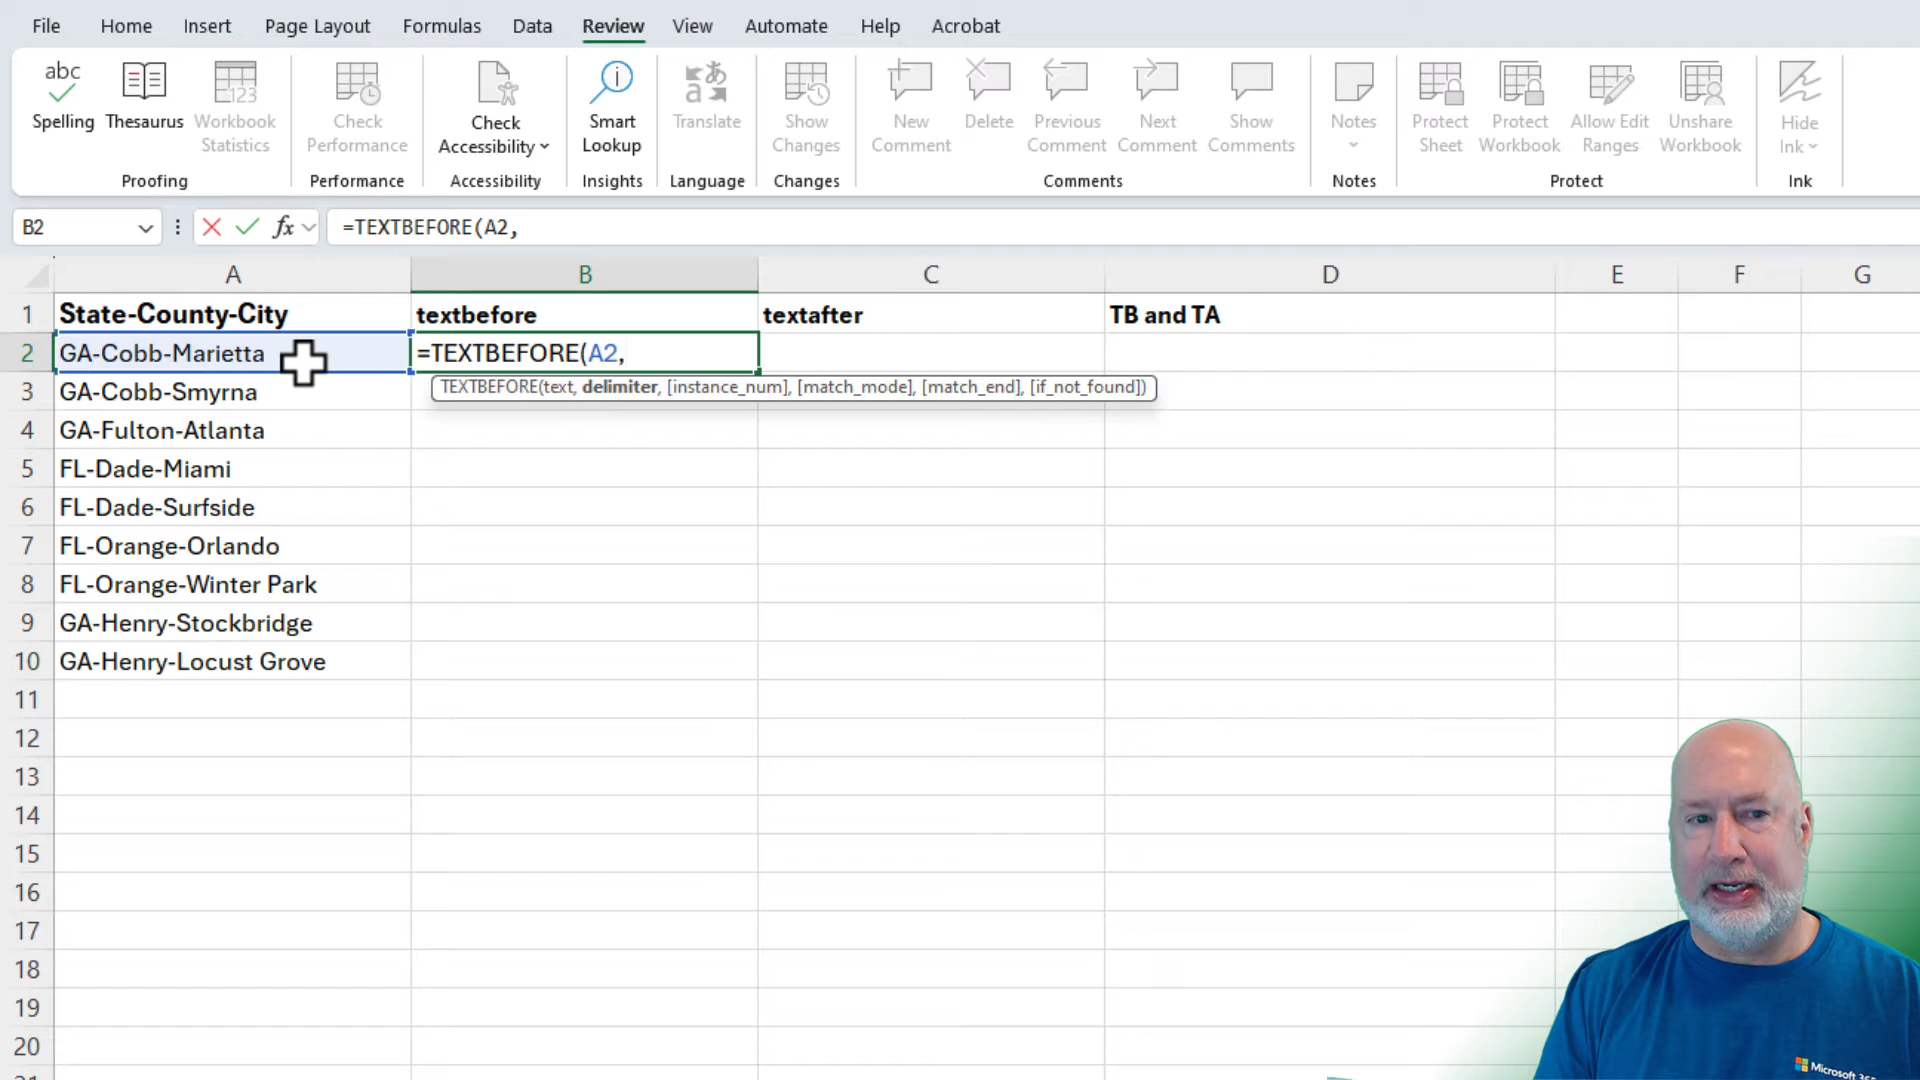 File Home Insert Page Layout Formulas Data Review View Automate Help Acrobat
abc
Spelling
Thesaurus
123
Workbook Statistics
Proofing
Check Performance
Performance
Check Accessibility
Accessibility
Smart Lookup
Insights
Translate
Language
Show Changes
Changes
New Comment
Delete
Previous Comment
Next Comment
Show Comments
Comments
Notes
Notes
Protect Sheet
Protect Workbook
Allow Edit Ranges
Unshare Workbook
Protect
Hide Ink
Ink
B2 fx =TEXTBEFORE(A2,
A B C D E F G
1 State-County-City textbefore textafter TB and TA
2 GA-Cobb-Marietta =TEXTBEFORE(A2,
TEXTBEFORE(text, delimiter, [instance_num], [match_mode], [match_end], [if_not_found])
3 GA-Cobb-Smyrna
4 GA-Fulton-Atlanta
5 FL-Dade-Miami
6 FL-Dade-Surfside
7 FL-Orange-Orlando
8 FL-Orange-Winter Park
9 GA-Henry-Stockbridge
10 GA-Henry-Locust Grove
11
12
13
14
15
16
17
18
19
20
Microsoft